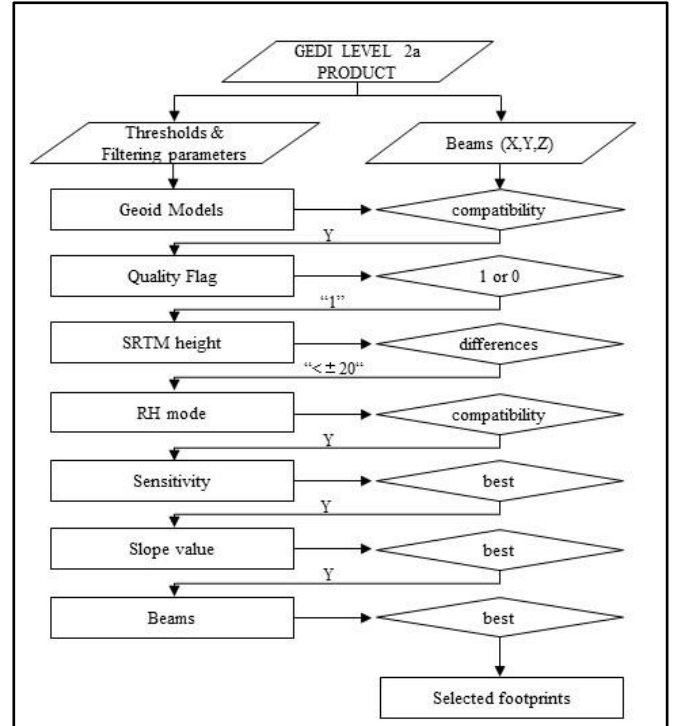 GEDI LEVEL 2a
PRODUCT
Thresholds &
Filtering parameters
Beams (X,Y,Z)
Geoid Models
compatibility
Y
Quality Flag
1 or 0
“1”
SRTM height
differences
“< ± 20“
RH mode
compatibility
Y
Sensitivity
best
Y
Slope value
best
Y
Beams
best
Selected footprints